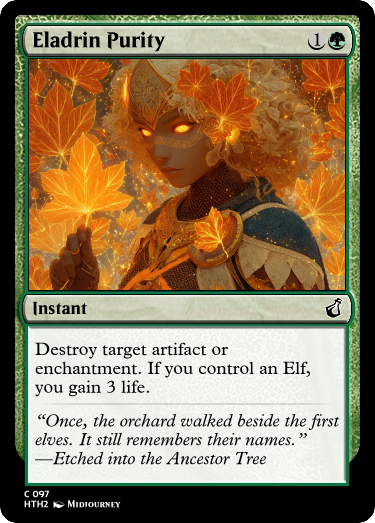 Eladrin Purity 1
Instant
Destroy target artifact or
enchantment. If you control an Elf,
you gain 3 life.
“Once, the orchard walked beside the first
elves. It still remembers their names.”
—Etched into the Ancestor Tree
C 097
HTH2 Midjourney